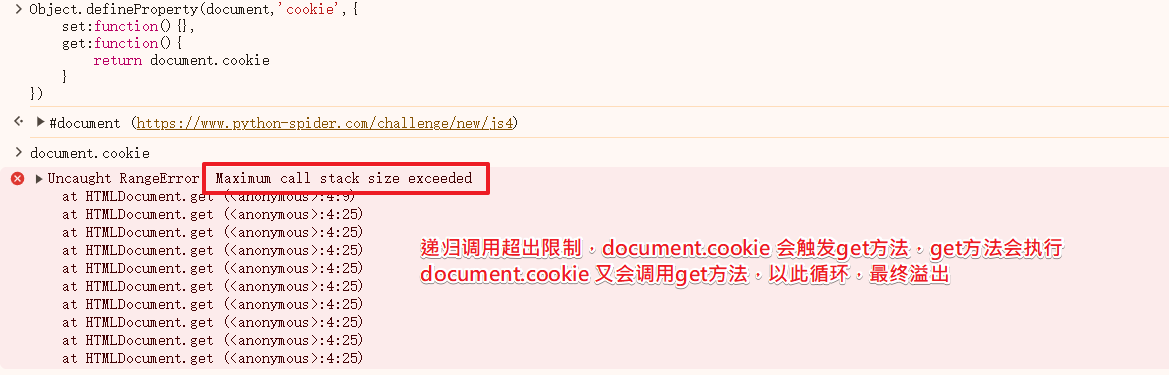 Object.defineProperty(document,'cookie',{
set:function(){},
get:function(){
return document.cookie
}
})
#document (https://www.python-spider.com/challenge/new/js4)
document.cookie
Uncaught RangeError Maximum call stack size exceeded
at HTMLDocument.get (<anonymous>:4:9)
at HTMLDocument.get (<anonymous>:4:25)
at HTMLDocument.get (<anonymous>:4:25)
at HTMLDocument.get (<anonymous>:4:25)
at HTMLDocument.get (<anonymous>:4:25)
at HTMLDocument.get (<anonymous>:4:25)
at HTMLDocument.get (<anonymous>:4:25)
at HTMLDocument.get (<anonymous>:4:25)
at HTMLDocument.get (<anonymous>:4:25)
at HTMLDocument.get (<anonymous>:4:25)
递归调用超出限制，document.cookie 会触发get方法，get方法会执行
document.cookie 又会调用get方法，以此循环，最终溢出